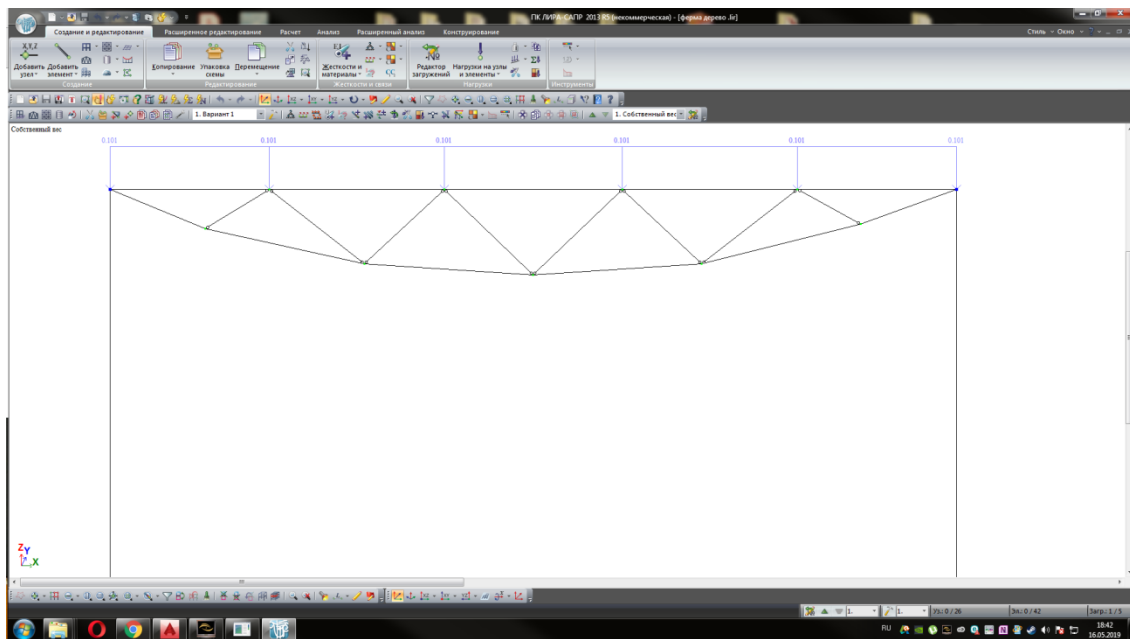 ПК ЛИРА-САПР 2013 R5 (некоммерческая) - [ферма дерево .lir]
Создание и редактирование Расширенное редактирование Расчет Анализ Расширенный анализ Конструирование Стиль Окно
Добавить узел Добавить элемент Копирование Упаковка схемы Перемещение Жесткости и материалы Редактор загружений Нагрузки на узлы и элементы
Создание Редактирование Жесткости и связи Нагрузки Инструменты
1. Вариант 1 1. Собственный вес
Собственный вес
0.101 0.101 0.101 0.101 0.101 0.101
Z Y
X
1. 1. Уз.: 0 / 26 Эл.: 0 / 42 Загр.: 1 / 5
RU 18:42
16.05.2019